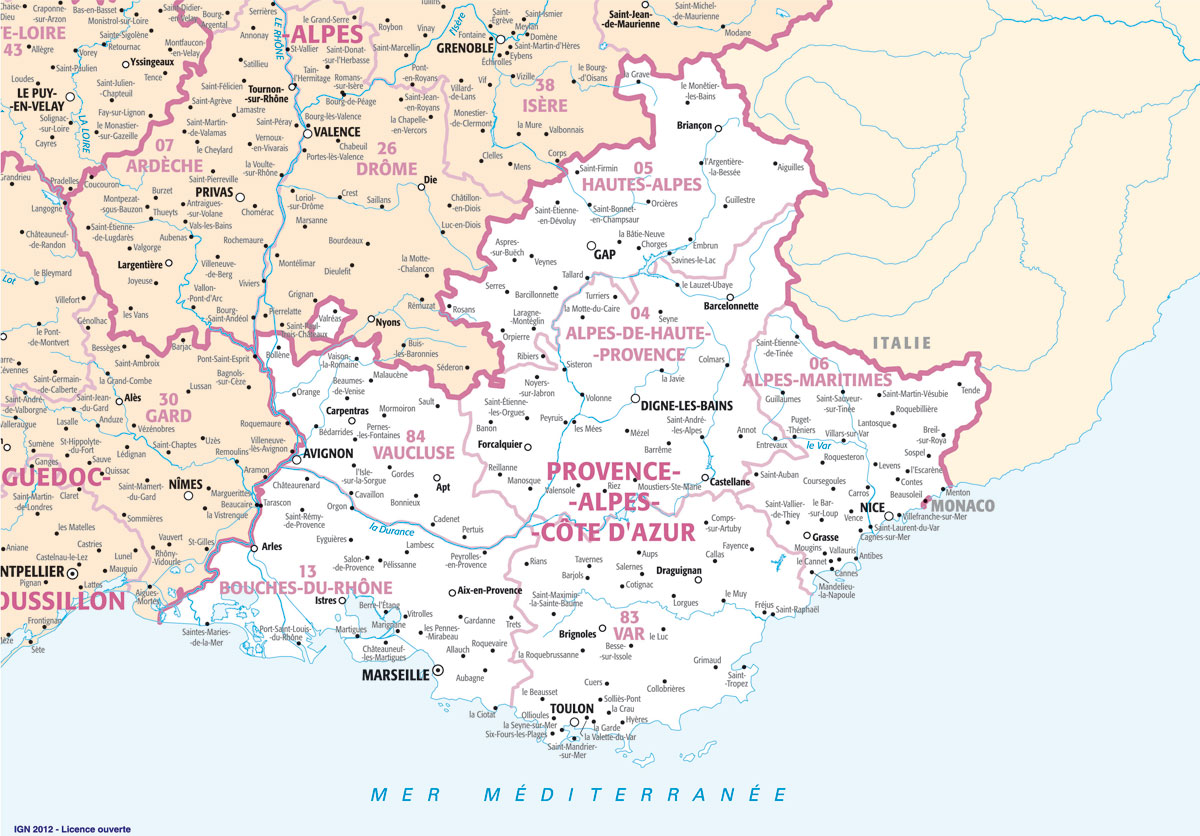 Craponne-
-sur-Arzon
Bas-en-Basset
Saint-Didier-
-en-Velay
Bourg-
-Argental
Serrières
le Grand-Serre
Roybon
Vinay
l'Isère
Saint-
-Égrève
Saint-Ismier
Meylan
Domène
Fontaine
GRENOBLE
Saint-Martin-d'Hères
Eybens
Échirolles
Saint-Jean-
-de-Maurienne
Saint-Michel-
-de-Maurienne
Modane
TE-LOIRE
43
Allègre
Monistrol-sur-Loire
Sainte-Sigolène
Retournac
Vorey
Saint-Paulien
Yssingeaux
Montfaucon-
-en-Velay
Tence
Annonay
LE RHÔNE
-ALPES
St-Vallier
Saint-Donat-
-sur-l'Herbasse
Saint-Marcellin
Satillieu
Tain-
-l'Hermitage
Romans-
-sur-Isère
Pont-
-en-Royans
Vif
Vizille
le Bourg-
-d'Oisans
la Grave
le Monêtier-
-les-Bains
Loudes
LE PUY-
-EN-VELAY
Saint-Julien-
-Chapteuil
Saint-Félicien
Tournon-
-sur-Rhône
Bourg-de-Péage
Villard-
-de-Lans
38
ISÈRE
Solignac-
-sur-Loire
Cayres
LA LOIRE
Fay-sur-Lignon
le Monastier-
-sur-Gazeille
Saint-Agrève
Lamastre
Saint-Martin-
-de-Valamas
le Cheylard
Saint-Péray
Bourg-lès-Valence
VALENCE
Vernoux-
-en-Vivarais
Chabeuil
Portes-lès-Valence
Saint-Jean-
-en-Royans
la Chapelle-
-en-Vercors
Monestier-
-de-Clermont
la Mure
Valbonnais
Clelles
Mens
Corps
Briançon
l'Argentière-
-la-Bessée
Aiguilles
07
ARDÈCHE
26
DRÔME
Die
05
HAUTES-ALPES
Saint-Firmin
Pradelles
Langogne
Coucouron
Burzet
Saint-Pierreville
la Voulte-
-sur-Rhône
PRIVAS
Chomérac
Montpezat-
-sous-Bauzon
Thueyts
Antraigues-
-sur-Volane
Vals-les-Bains
Loriol-
-sur-Drôme
Crest
Saillans
Marsanne
Châtillon-
-en-Diois
Luc-en-Diois
Saint-Étienne-
-en-Dévoluy
Saint-Bonnet-
-en-Champsaur
Orcières
Guillestre
Châteauneuf-
-de-Randon
Saint-Étienne-
-de-Lugdarès
Valgorge
Aubenas
Largentière
Joyeuse
Villeneuve-
-de-Berg
Rochemaure
Montélimar
Bourdeaux
Dieulefit
la Motte-
-Chalancon
Aspres-
-sur-Buëch
Veynes
la Bâtie-Neuve
GAP
Chorges
Embrun
Savines-le-Lac
Tallard
le Lauzet-Ubaye
Barcelonnette
Lot
le Bleymard
Villefort
Génolhac
les Vans
Vallon-
-Pont-d'Arc
Viviers
Bourg-
-Saint-Andéol
Pierrelatte
Grignan
Valréas
Nyons
Rémuzat
Rosans
Serres
Barcillonnette
Turriers
la Motte-du-Caire
Seyne
04
ALPES-DE-HAUTE-
-PROVENCE
Laragne-
-Montéglin
Orpierre
Ribiers
Sisteron
Colmars
la Javie
Buis-
-les-Baronnies
Séderon
le Pont-
-de-Montvert
Bessèges
Barjac
Saint-Ambroix
la Grand-Combe
Pont-Saint-Esprit
Bollène
Bagnols-
-sur-Cèze
Lussan
Vaison-
-la-Romaine
Malaucène
Beaumes-
-de-Venise
Saint-Étienne-
-de-Tinée
ITALIE
06
ALPES-MARITIMES
Guillaumes
Saint-Sauveur-
-sur-Tinée
Saint-Martin-Vésubie
Tende
Roquebillière
Lantosque
Breil-
-sur-Roya
Saint-Germain-
-de-Calberte
Saint-Jean-
-du-Gard
Alès
Anduze
30
GARD
Vézénobres
Lasalle
Orange
Roquemaure
Carpentras
Mormoiron
Sault
Bédarrides
Pernes-
-les-Fontaines
84
VAUCLUSE
Noyers-
-sur-Jabron
Saint-Étienne-
-les-Orgues
Banon
Forcalquier
Peyruis
Volonne
les Mées
DIGNE-LES-BAINS
Mézel
Barrême
Saint-André-
-les-Alpes
Annot
Puget-
-Théniers
Entrevaux
Villars-sur-Var
le Var
Roquesteron
Sospel
l'Escarène
Levens
Contes
Saint-André-
-de-Valborgne
Valleraugue
Sumène
Ganges
St-Hippolyte-
-du-Fort
Sauve
Quissac
Lédignan
Saint-Chaptes
Uzès
Remoulins
Villeneuve-
-lès-Avignon
AVIGNON
Aramon
l'Isle-
-sur-la-Sorgue
Gordes
Apt
Reillanne
Manosque
PROVENCE-
-ALPES-
-CÔTE D'AZUR
Valensole
Riez
Moustiers-Ste-Marie
Castellane
Saint-Auban
Coursegoules
Carros
Beausoleil
Menton
MONACO
GUEDOC-
Claret
Saint-Martin-
-de-Londres
Saint-Mamert-
-du-Gard
NÎMES
Marguerittes
Beaucaire
la Vistrenque
Tarascon
Châteaurenard
Cavaillon
Bonnieux
Saint-Rémy-
-de-Provence
Orgon
la Durance
Cadenet
Pertuis
Saint-Vallier-
-de-Thiey
le Bar-
-sur-Loup
Vence
NICE
Villefranche-sur-Mer
Saint-Laurent-du-Var
Cagnes-sur-Mer
les Matelles
Sommières
Aniane
Castries
Castelnau-le-Lez
Lunel
Vauvert
Rhôny-
-Vidourle
St-Gilles
Arles
Eyguières
Lambesc
Salon-
-de-Provence
Pélissanne
Peyrolles-
-en-Provence
Rians
Tavernes
Barjols
Aups
Salernes
Cotignac
Comps-
-sur-Artuby
Fayence
Callas
Draguignan
Grasse
Mougins
le Cannet
Vallauris
Antibes
Cannes
Mandelieu-
-la-Napoule
NTPELLIER
Mauguio
Pignan
Lattes
OUSSILLON
Frontignan
Sète
Aigues-
-Mortes
13
BOUCHES-DU-RHÔNE
Istres
Berre-l'Étang
Aix-en-Provence
Saint-Maximin-
-la-Sainte-Baume
Lorgues
le Muy
Fréjus
Saint-Raphaël
Saintes-Maries-
-de-la-Mer
Port-Saint-Louis-
-du-Rhône
Martigues
Marignane
Vitrolles
les Pennes-
-Mirabeau
Gardanne
Trets
Roquevaire
Allauch
Châteauneuf-
-les-Martigues
MARSEILLE
Aubagne
la Ciotat
83
VAR
Brignoles
le Luc
Besse-
-sur-Issole
la Roquebrussanne
Grimaud
Saint-
-Tropez
Cuers
Collobrières
le Beausset
Solliès-Pont
TOULON
la Crau
Hyères
Ollioules
la Seyne-sur-Mer
la Garde
la Valette-du-Var
Six-Fours-les-Plages
Saint-Mandrier-
-sur-Mer
MER MÉDITERRANÉE
IGN 2012 - Licence ouverte